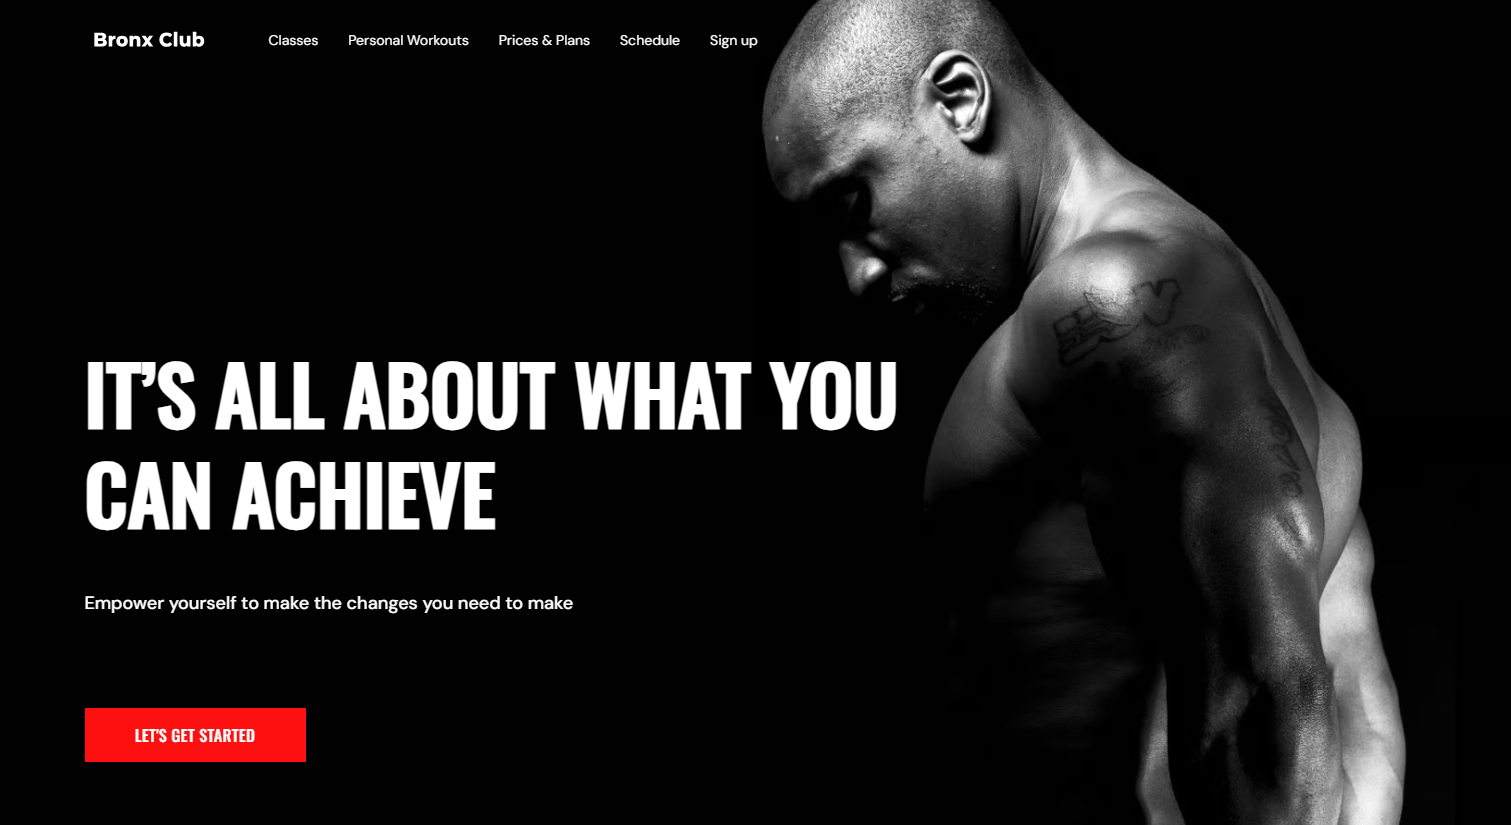 Bronx Club
Classes
Personal Workouts
Prices & Plans
Schedule
Sign up
IT’S ALL ABOUT WHAT YOU
CAN ACHIEVE
Empower yourself to make the changes you need to make
LET'S GET STARTED